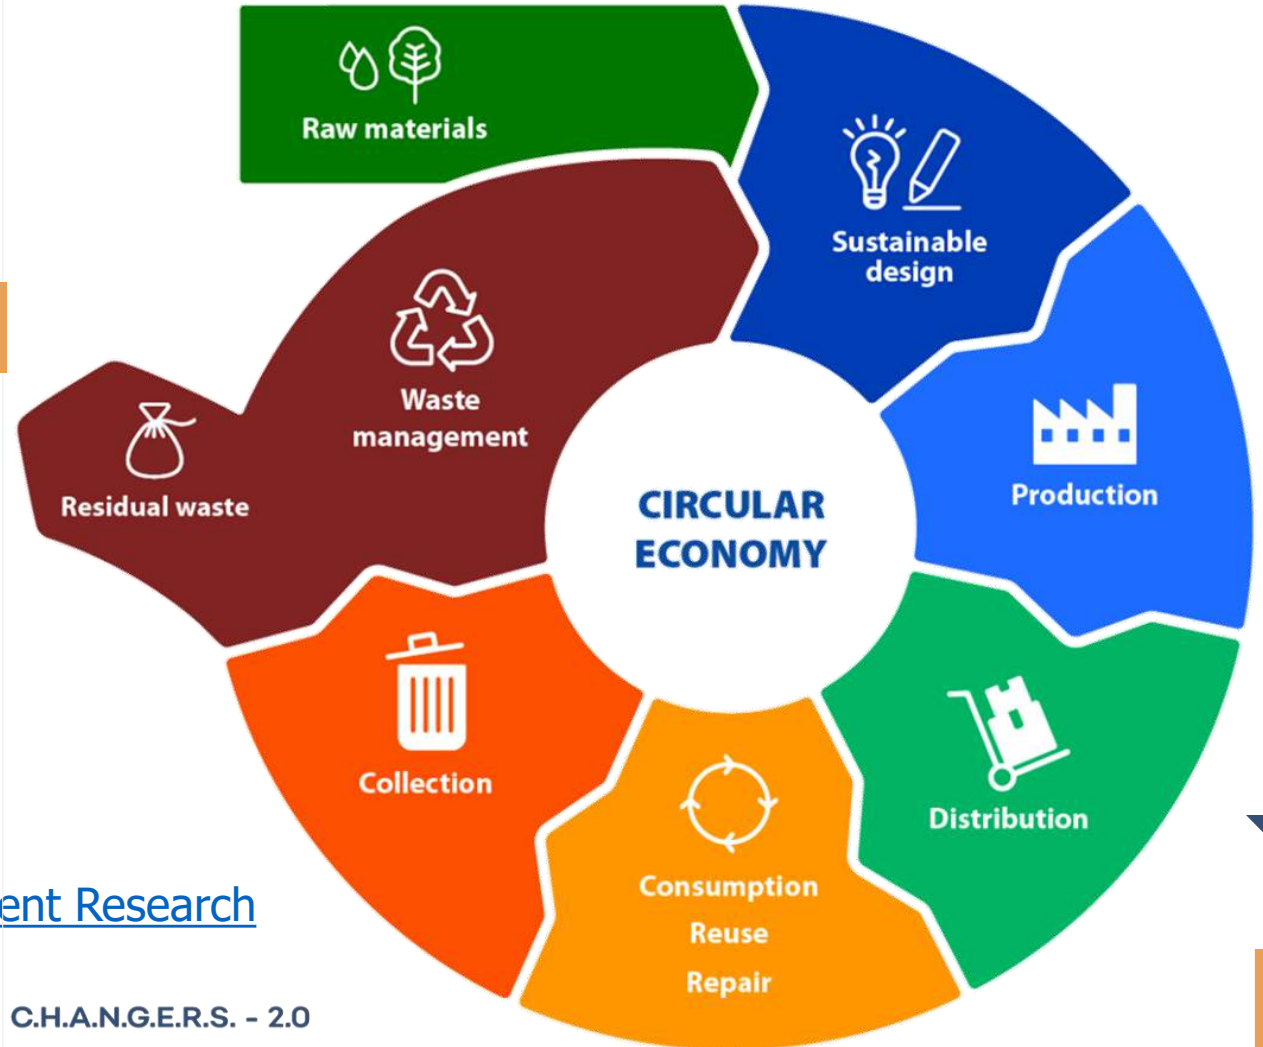 Raw materials
Sustainable
design
Waste
management
Residual waste
Production
CIRCULAR
ECONOMY
Collection
Distribution
Consumption
Reuse
Repair
Research
C.H.A.N.G.E.R.S. - 2.0